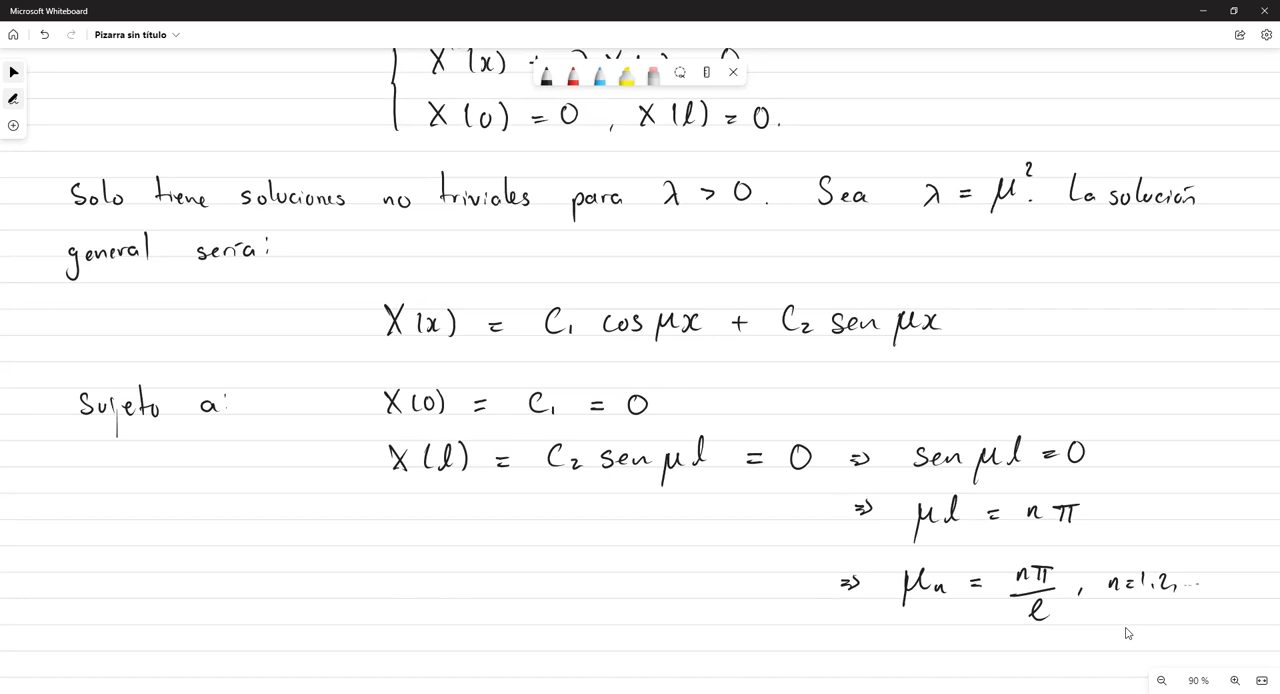 Microsoft Whiteboard
Pizarra sin título
X (0) = 0 , X (l) = 0.
Solo tiene soluciones no triviales para λ > 0. Sea λ = μ². La solución
general sería:
X(x) = C₁ cos μx + C₂ sen μx
Sujeto a: X(0) = C₁ = 0
X(l) = C₂ sen μl = 0 ⇒ sen μl = 0
⇒ μl = nπ
⇒ μₙ = nπ/l , n=1,2,...
90 %